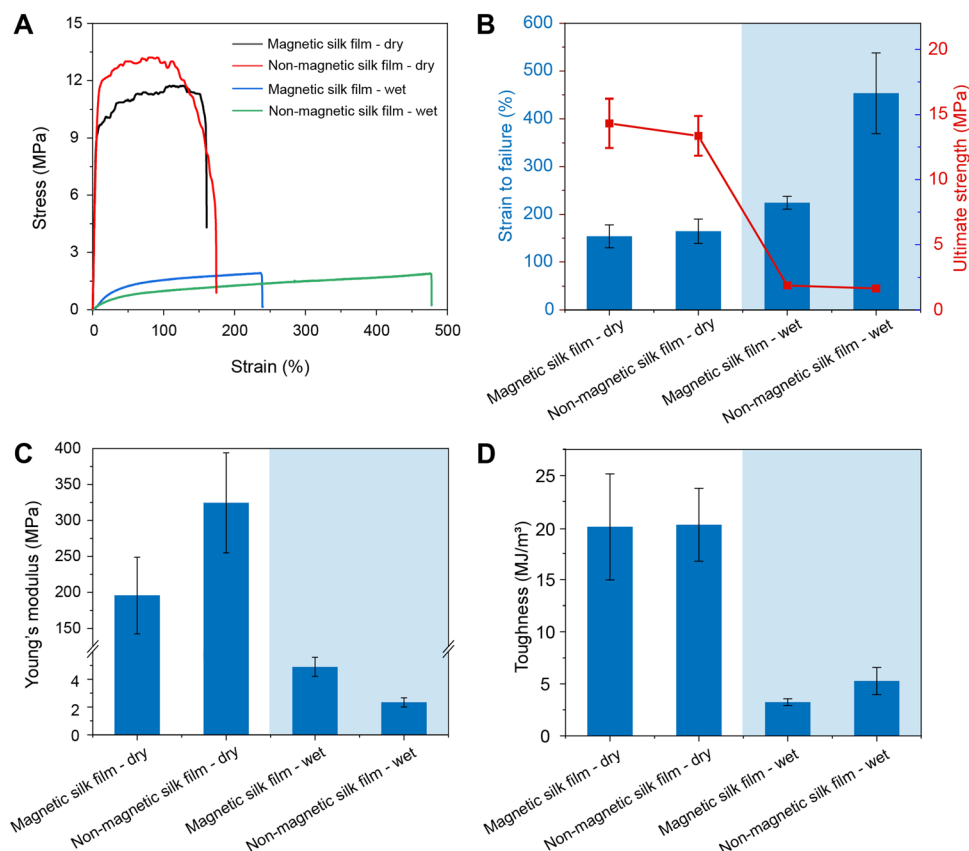 A
Stress (MPa)
15
12
9
6
3
0
0
100
200
300
400
500
Strain (%)
Magnetic silk film - dry
Non-magnetic silk film - dry
Magnetic silk film - wet
Non-magnetic silk film - wet
B
Strain to failure (%)
600
500
400
300
200
100
0
Ultimate strength (MPa)
20
15
10
5
0
Magnetic silk film - dry
Non-magnetic silk film - dry
Magnetic silk film - wet
Non-magnetic silk film - wet
C
Young's modulus (MPa)
400
350
300
250
200
150
4
2
0
Magnetic silk film - dry
Non-magnetic silk film - dry
Magnetic silk film - wet
Non-magnetic silk film - wet
D
Toughness (MJ/m³)
25
20
15
10
5
0
Magnetic silk film - dry
Non-magnetic silk film - dry
Magnetic silk film - wet
Non-magnetic silk film - wet